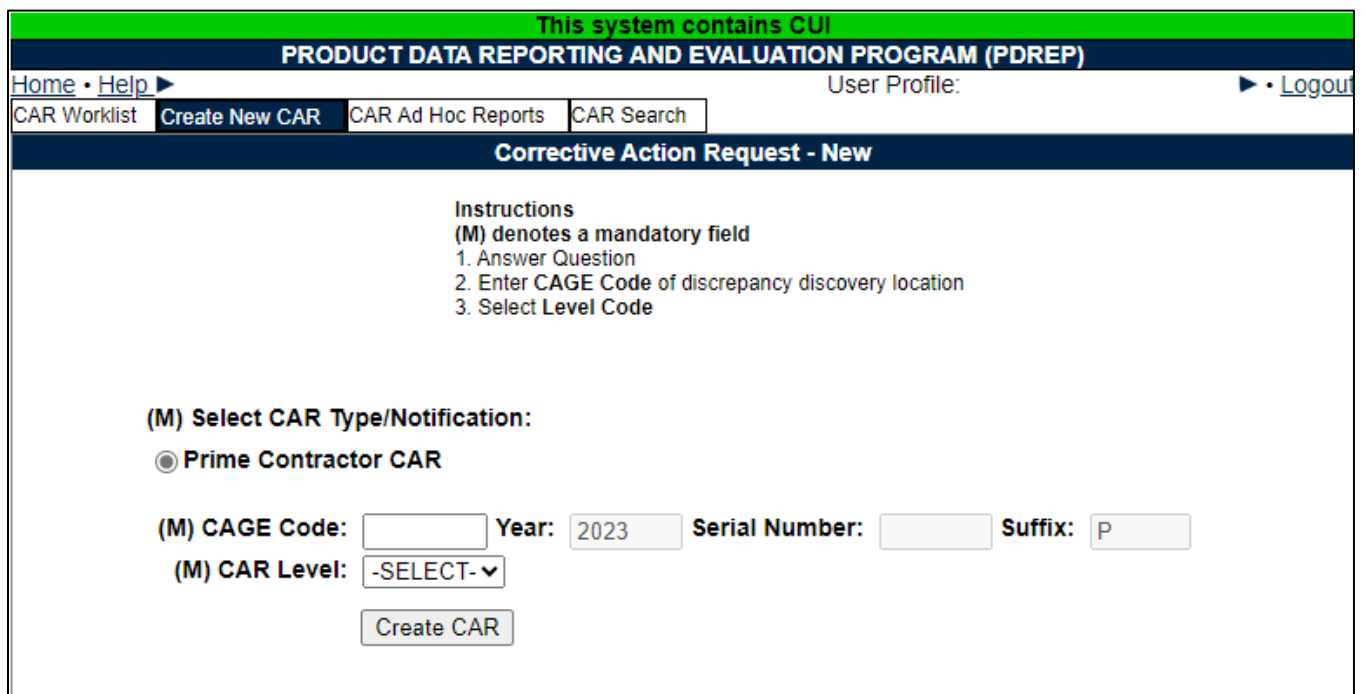 This system contains CUI
PRODUCT DATA REPORTING AND EVALUATION PROGRAM (PDREP)
Home • Help ▶ User Profile: ▶ • Logout
CAR Worklist Create New CAR CAR Ad Hoc Reports CAR Search
Corrective Action Request - New
Instructions
(M) denotes a mandatory field
1. Answer Question
2. Enter CAGE Code of discrepancy discovery location
3. Select Level Code
(M) Select CAR Type/Notification:
Prime Contractor CAR
(M) CAGE Code: Year: 2023 Serial Number: Suffix: P
(M) CAR Level: -SELECT-
Create CAR